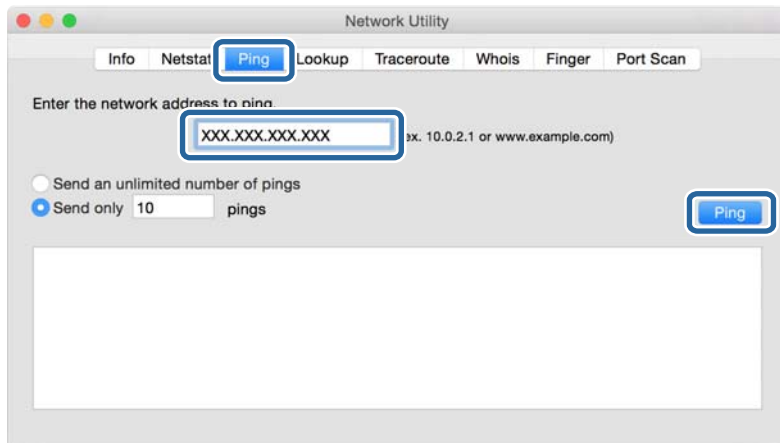 Network Utility
Info Netstat Ping Lookup Traceroute Whois Finger Port Scan
Enter the network address to ping.
XXX.XXX.XXX.XXX ex. 10.0.2.1 or www.example.com)
Send an unlimited number of pings
Send only 10 pings
Ping